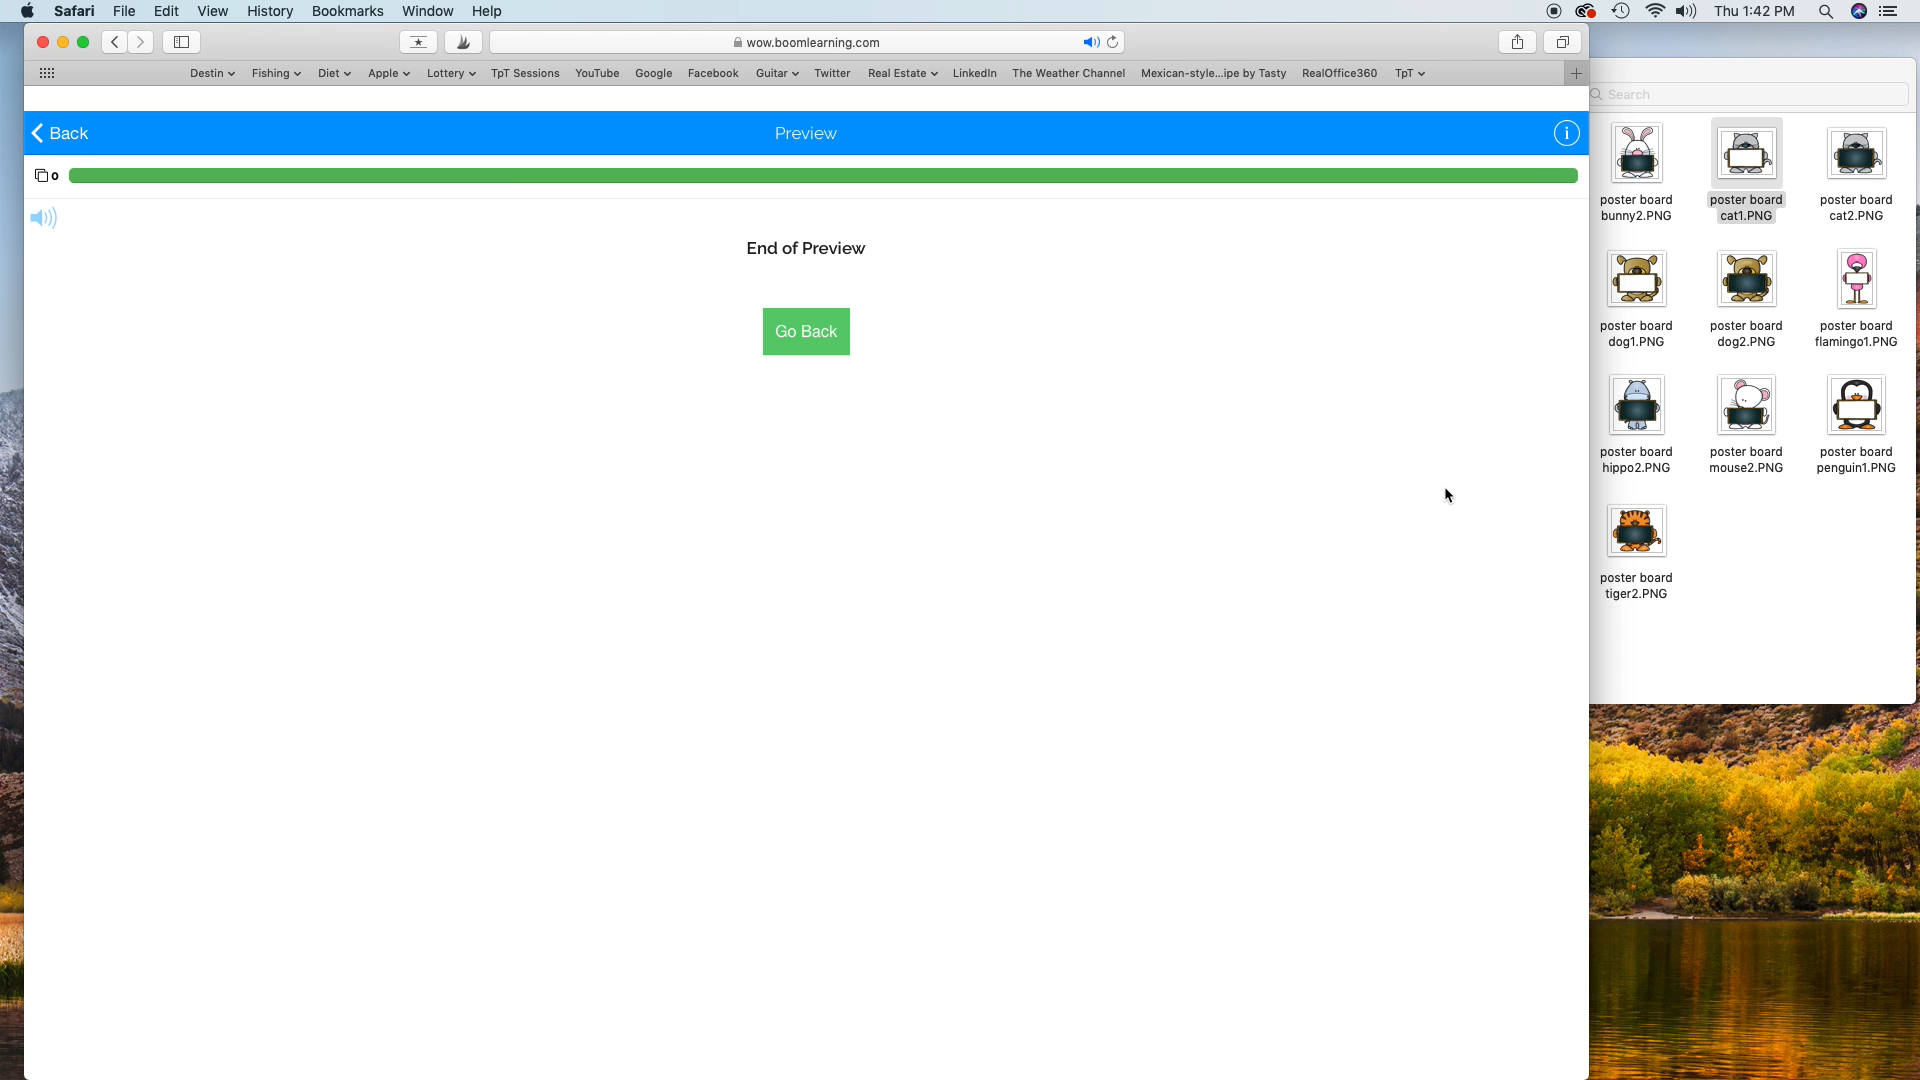 Safari File Edit View History Bookmarks Window Help Thu 1:42 PM
wow.boomlearning.com
Destin Fishing Diet Apple Lottery TpT Sessions YouTube Google Facebook Guitar Twitter Real Estate LinkedIn The Weather Channel Mexican-style...ipe by Tasty RealOffice360 TpT
Search
Back Preview i
0
End of Preview
Go Back
poster board
bunny2.PNG
poster board
cat1.PNG
poster board
cat2.PNG
poster board
dog1.PNG
poster board
dog2.PNG
poster board
flamingo1.PNG
poster board
hippo2.PNG
poster board
mouse2.PNG
poster board
penguin1.PNG
poster board
tiger2.PNG